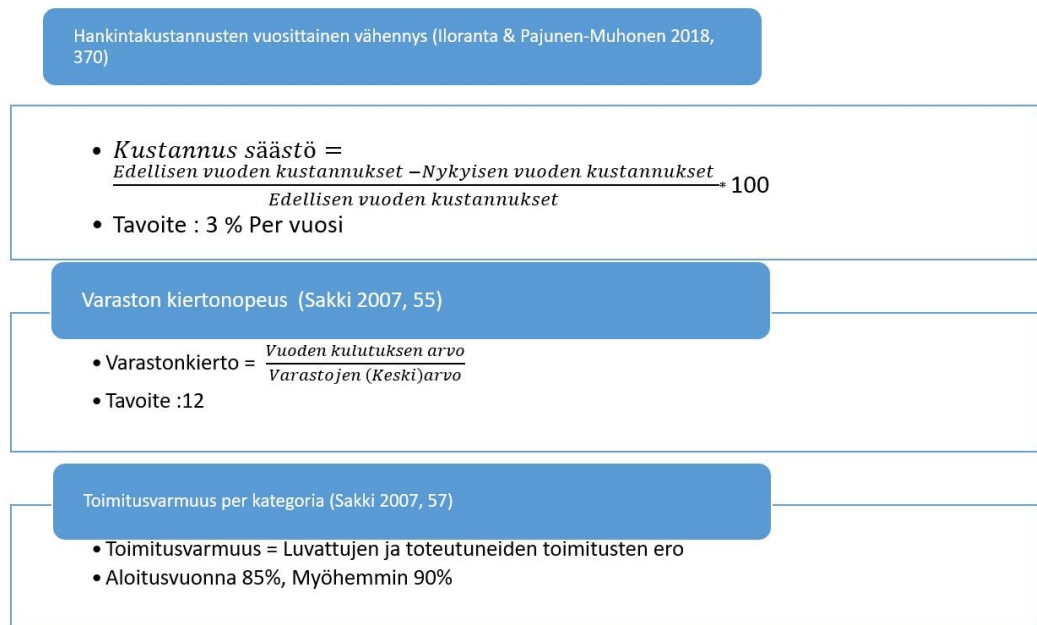 Hankintakustannusten vuosittainen vähennys (Iloranta & Pajunen-Muhonen 2018,
370)
• Kustannus säästö =
Edellisen vuoden kustannukset −Nykyisen vuoden kustannukset
Edellisen vuoden kustannukset
* 100
• Tavoite : 3 % Per vuosi
Varaston kiertonopeus (Sakki 2007, 55)
• Varastonkierto = Vuoden kulutuksen arvo
Varastojen (Keski)arvo
• Tavoite :12
Toimitusvarmuus per kategoria (Sakki 2007, 57)
• Toimitusvarmuus = Luvattujen ja toteutuneiden toimitusten ero
• Aloitusvuonna 85%, Myöhemmin 90%